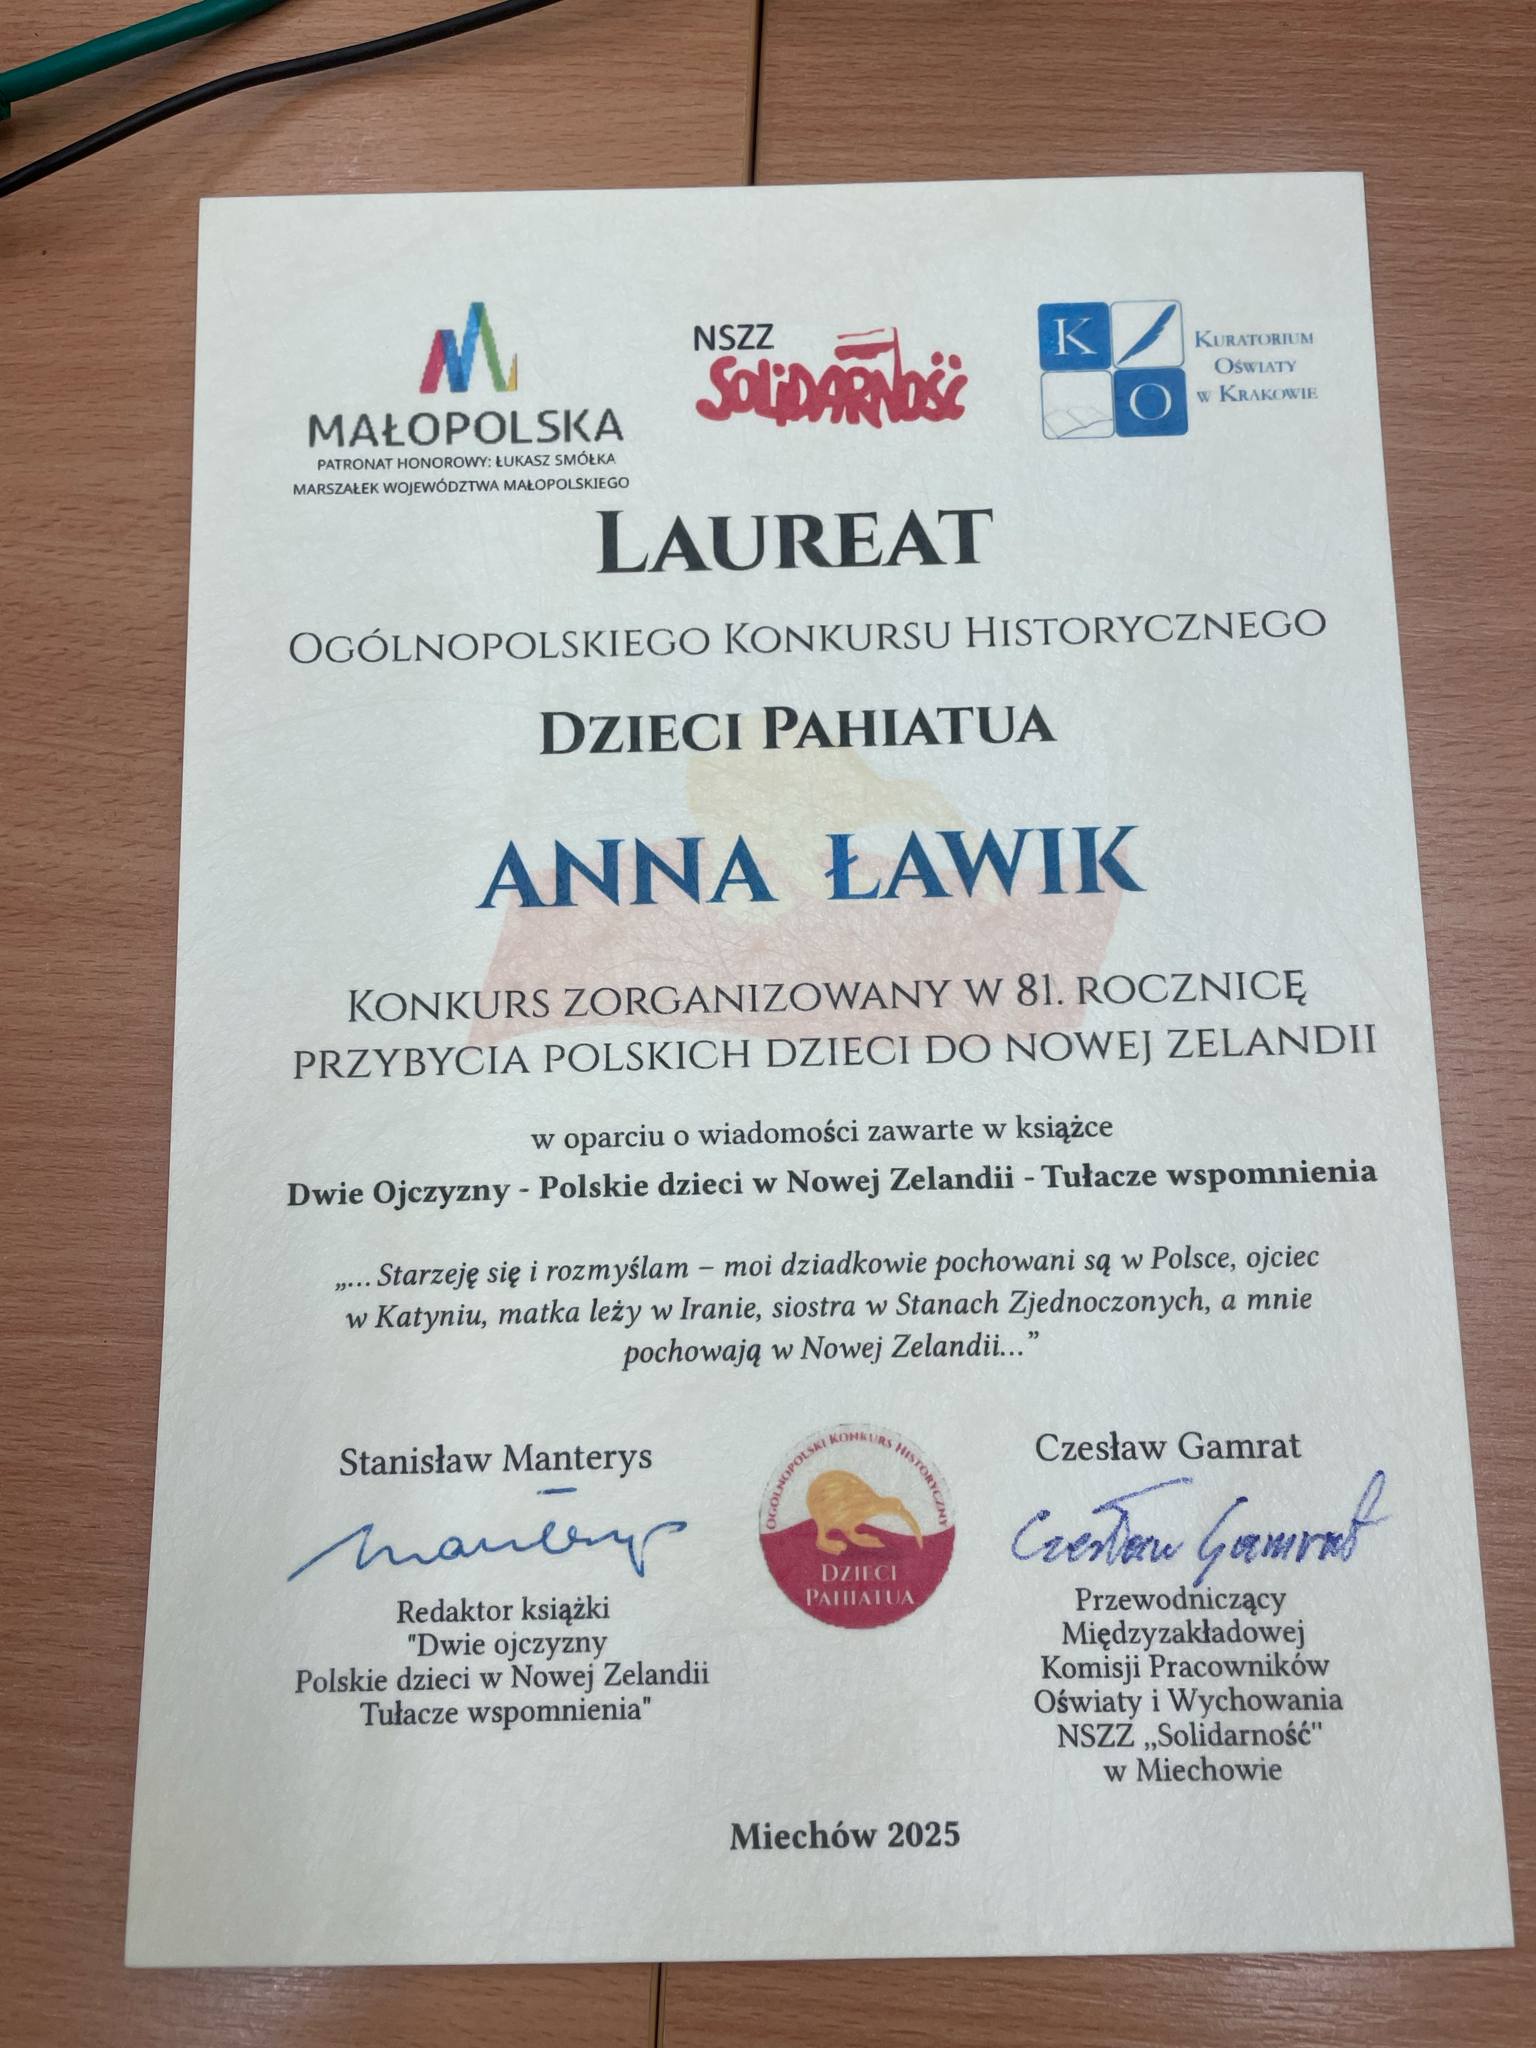 MAŁOPOLSKA
PATRONAT HONOROWY: ŁUKASZ SMÓŁKA
MARSZAŁEK WOJEWÓDZTWA MAŁOPOLSKIEGO
NSZZ
SOLIDARNOŚĆ
K
O
KURATORIUM
OŚWIATY
W KRAKOWIE
LAUREAT
OGÓLNOPOLSKIEGO KONKURSU HISTORYCZNEGO
DZIECI PAHIATUA
ANNA ŁAWIK
KONKURS ZORGANIZOWANY W 81. ROCZNICĘ
PRZYBYCIA POLSKICH DZIECI DO NOWEJ ZELANDII
w oparciu o wiadomości zawarte w książce
Dwie Ojczyzny - Polskie dzieci w Nowej Zelandii - Tułacze wspomnienia
„... Starzeję się i rozmyślam – moi dziadkowie pochowani są w Polsce, ojciec
w Katyniu, matka leży w Iranie, siostra w Stanach Zjednoczonych, a mnie
pochowają w Nowej Zelandii...”
Stanisław Manterys
Manterys
Redaktor książki
"Dwie ojczyzny
Polskie dzieci w Nowej Zelandii
Tułacze wspomnienia"
OGÓLNOPOLSKI KONKURS HISTORYCZNY
DZIECI
PAHIATUA
Czesław Gamrat
Czesław Gamrat
Przewodniczący
Międzyzakładowej
Komisji Pracowników
Oświaty i Wychowania
NSZZ „Solidarność"
w Miechowie
Miechów 2025